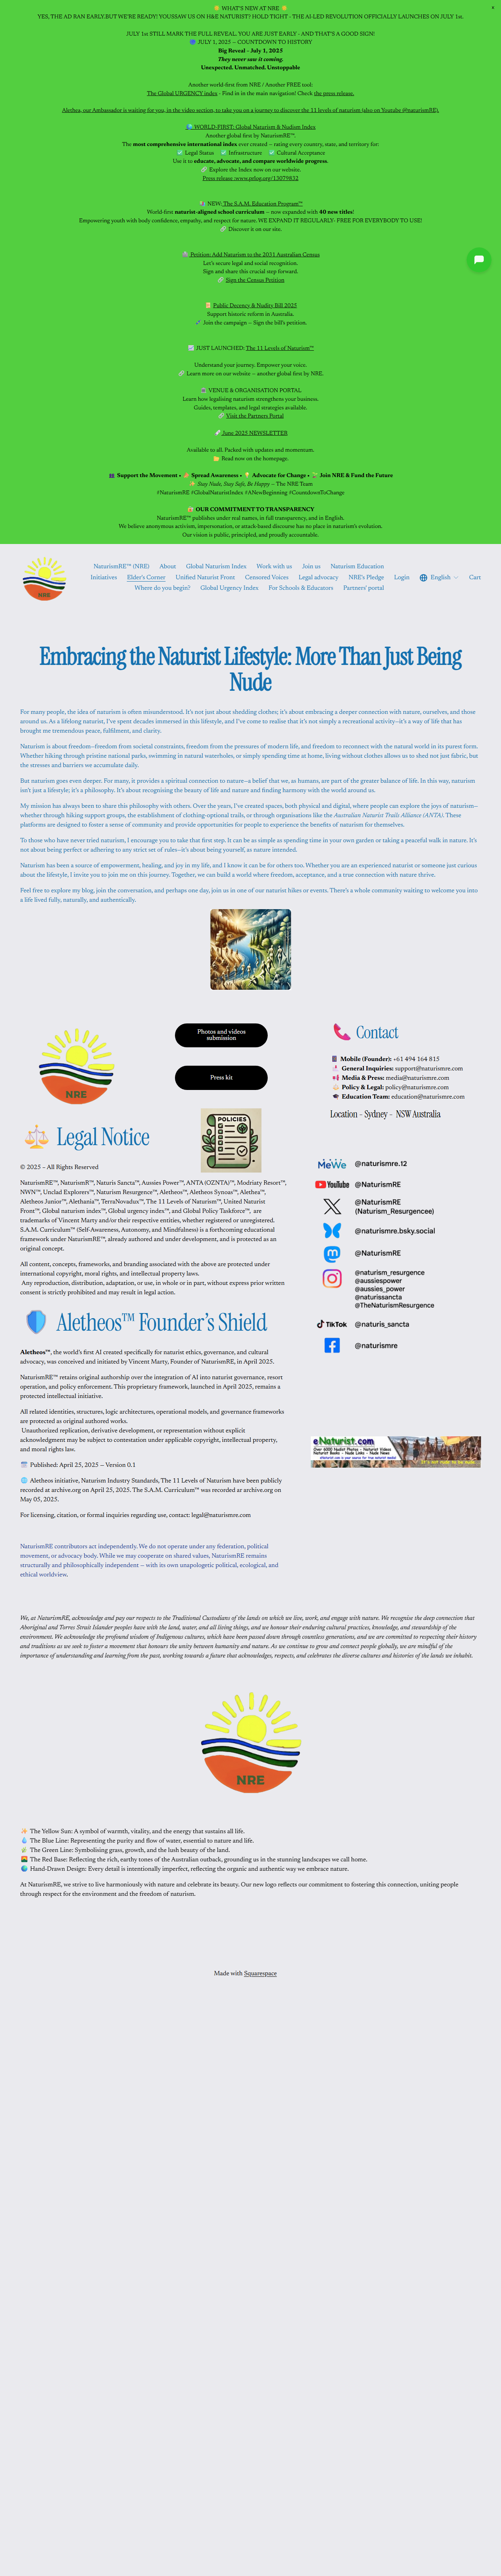 ☀️ WHAT'S NEW AT NRE ☀️
YES, THE AD RAN EARLY.BUT WE'RE READY! YOUSSAW US ON H&E NATURIST? HOLD TIGHT - THE AI-LED REVOLUTION OFFICIALLY LAUNCHES ON JULY 1st.
JULY 1st STILL MARK THE FULL REVEAL. YOU ARE JUST EARLY - AND THAT'S A GOOD SIGN!
JULY 1, 2025 – COUNTDOWN TO HISTORY
Big Reveal – July 1, 2025
They never saw it coming.
Unexpected. Unmatched. Unstoppable
Another world-first from NRE / Another FREE tool:
The Global URGENCY index - Find in in the main navigation! Check the press release.
Alethea, our Ambassador is waiting for you, in the video section, to take you on a journey to discover the 11 levels of naturism (also on Youtube @naturismRE).
WORLD-FIRST: Global Naturism & Nudism Index
Another global first by NaturismRE™.
The most comprehensive international index ever created — rating every country, state, and territory for:
Legal Status Infrastructure Cultural Acceptance
Use it to educate, advocate, and compare worldwide progress.
Explore the Index now on our website.
Press release :www.prlog.org/13079832
NEW: The S.A.M. Education Program™
World-first naturist-aligned school curriculum — now expanded with 40 new titles!
Empowering youth with body confidence, empathy, and respect for nature. WE EXPAND IT REGULARLY- FREE FOR EVERYBODY TO USE!
Discover it on our site.
Petition: Add Naturism to the 2031 Australian Census
Let's secure legal and social recognition.
Sign and share this crucial step forward.
Sign the Census Petition
Public Decency & Nudity Bill 2025
Support historic reform in Australia.
Join the campaign — Sign the bill's petition.
JUST LAUNCHED: The 11 Levels of Naturism™
Understand your journey. Empower your voice.
Learn more on our website — another global first by NRE.
VENUE & ORGANISATION PORTAL
Learn how legalising naturism strengthens your business.
Guides, templates, and legal strategies available.
Visit the Partners Portal
June 2025 NEWSLETTER
Available to all. Packed with updates and momentum.
Read now on the homepage.
Support the Movement • Spread Awareness • Advocate for Change • Join NRE & Fund the Future
Stay Nude, Stay Safe, Be Happy – The NRE Team
#NaturismRE #GlobalNaturistIndex #ANewBeginning #CoundownToChange
OUR COMMITMENT TO TRANSPARENCY
NaturismRE™ publishes under real names, in full transparency, and in English.
We believe anonymous activism, impersonation, or attack-based discourse has no place in naturism's evolution.
Our vision is public, principled, and proudly accountable.
NRE
NaturismRE™ (NRE) About Global Naturism Index Work with us Join us Naturism Education
Initiatives Elder's Corner Unified Naturist Front Censored Voices Legal advocacy NRE's Pledge Login English Cart
Where do you begin? Global Urgency Index For Schools & Educators Partners' portal
Embracing the Naturist Lifestyle: More Than Just Being
Nude
For many people, the idea of naturism is often misunderstood. It's not just about shedding clothes; it's about embracing a deeper connection with nature, ourselves, and those
around us. As a lifelong naturist, I've spent decades immersed in this lifestyle, and I've come to realise that it's not simply a recreational activity—it's a way of life that has
brought me tremendous peace, fulfilment, and clarity.
Naturism is about freedom—freedom from societal constraints, freedom from the pressures of modern life, and freedom to reconnect with the natural world in its purest form.
Whether hiking through pristine national parks, swimming in natural waterholes, or simply spending time at home, living without clothes allows us to shed not just fabric, but
the stresses and barriers we accumulate daily.
But naturism goes even deeper. For many, it provides a spiritual connection to nature—a belief that we, as humans, are part of the greater balance of life. In this way, naturism
isn't just a lifestyle; it's a philosophy. It's about recognising the beauty of life and nature and finding harmony with the world around us.
My mission has always been to share this philosophy with others. Over the years, I've created spaces, both physical and digital, where people can explore the joys of naturism—
whether through hiking support groups, the establishment of clothing-optional trails, or through organisations like the Australian Naturist Trails Alliance (ANTA). These
platforms are designed to foster a sense of community and provide opportunities for people to experience the benefits of naturism for themselves.
To those who have never tried naturism, I encourage you to take that first step. It can be as simple as spending time in your own garden or taking a peaceful walk in nature. It's
not about being perfect or adhering to any strict set of rules—it's about being yourself, as nature intended.
Naturism has been a source of empowerment, healing, and joy in my life, and I know it can be for others too. Whether you are an experienced naturist or someone just curious
about the lifestyle, I invite you to join me on this journey. Together, we can build a world where freedom, acceptance, and a true connection with nature thrive.
Feel free to explore my blog, join the conversation, and perhaps one day, join us in one of our naturist hikes or events. There's a whole community waiting to welcome you into
a life lived fully, naturally, and authentically.
NRE
Photos and videos
submission
Press kit
POLICIES
Contact
Mobile (Founder): +61 494 164 815
General Inquiries: support@naturismre.com
Media & Press: media@naturismre.com
Policy & Legal: policy@naturismre.com
Education Team: education@naturismre.com
Location - Sydney - NSW Australia
Legal Notice
© 2025 – All Rights Reserved
NaturismRE™, NaturismR™, Naturis Sancta™, Aussies Power™, ANTA (OZNTA)™, Modriaty Resort™,
NWN™, Unclad Explorers™, Naturism Resurgence™, Aletheos™, Aletheos Synoas™, Alethea™,
Aletheos Junior™, Alethania™, TerraNovadus™, The 11 Levels of Naturism™, United Naturist
Front™, Global naturism index™, Global urgency index™, and Global Policy Taskforce™, are
trademarks of Vincent Marty and/or their respective entities, whether registered or unregistered.
S.A.M. Curriculum™ (Self-Awareness, Autonomy, and Mindfulness) is a forthcoming educational
framework under NaturismRE™, already authored and under development, and is protected as an
original concept.
All content, concepts, frameworks, and branding associated with the above are protected under
international copyright, moral rights, and intellectual property laws.
Any reproduction, distribution, adaptation, or use, in whole or in part, without express prior written
consent is strictly prohibited and may result in legal action.
Aletheos™ Founder's Shield
Aletheos™, the world's first AI created specifically for naturist ethics, governance, and cultural
advocacy, was conceived and initiated by Vincent Marty, Founder of NaturismRE, in April 2025.
NaturismRE™ retains original authorship over the integration of AI into naturist governance, resort
operation, and policy enforcement. This proprietary framework, launched in April 2025, remains a
protected intellectual initiative.
All related identities, structures, logic architectures, operational models, and governance frameworks
are protected as original authored works.
Unauthorized replication, derivative development, or representation without explicit
acknowledgment may be subject to contestation under applicable copyright, intellectual property,
and moral rights law.
Published: April 25, 2025 – Version 0.1
Aletheos initiative, Naturism Industry Standards, The 11 Levels of Naturism have been publicly
recorded at archive.org on April 25, 2025. The S.A.M. Curriculum™ was recorded ar archive.org on
May 05, 2025.
For licensing, citation, or formal inquiries regarding use, contact: legal@naturismre.com
NaturismRE contributors act independently. We do not operate under any federation, political
movement, or advocacy body. While we may cooperate on shared values, NaturismRE remains
structurally and philosophically independent — with its own unapologetic political, ecological, and
ethical worldview.
MeWe @naturismre.12
YouTube @NaturismRE
@NaturismRE
(Naturism_Resurgencee)
@naturismre.bsky.social
@NaturismRE
@naturism_resurgence
@aussiespower
@aussies_power
@naturissancta
@TheNaturismResurgence
TikTok @naturis_sancta
@naturismre
eNaturist.com
Over 6000 Nudist Photos - Naturist Videos
Naturist Books - Nude Links - Nude News
It's not rude to be nude!
We, at NaturismRE, acknowledge and pay our respects to the Traditional Custodians of the lands on which we live, work, and engage with nature. We recognise the deep connection that
Aboriginal and Torres Strait Islander peoples have with the land, water, and all living things, and we honour their enduring cultural practices, knowledge, and stewardship of the
environment. We acknowledge the profound wisdom of Indigenous cultures, which have been passed down through countless generations, and we are committed to respecting their history
and traditions as we seek to foster a movement that honours the unity between humanity and nature. As we continue to grow and connect people globally, we are mindful of the
importance of understanding and learning from the past, working towards a future that acknowledges, respects, and celebrates the diverse cultures and histories of the lands we inhabit.
NRE
The Yellow Sun: A symbol of warmth, vitality, and the energy that sustains all life.
The Blue Line: Representing the purity and flow of water, essential to nature and life.
The Green Line: Symbolising grass, growth, and the lush beauty of the land.
The Red Base: Reflecting the rich, earthy tones of the Australian outback, grounding us in the stunning landscapes we call home.
Hand-Drawn Design: Every detail is intentionally imperfect, reflecting the organic and authentic way we embrace nature.
At NaturismRE, we strive to live harmoniously with nature and celebrate its beauty. Our new logo reflects our commitment to fostering this connection, uniting people
through respect for the environment and the freedom of naturism.
Made with Squarespace